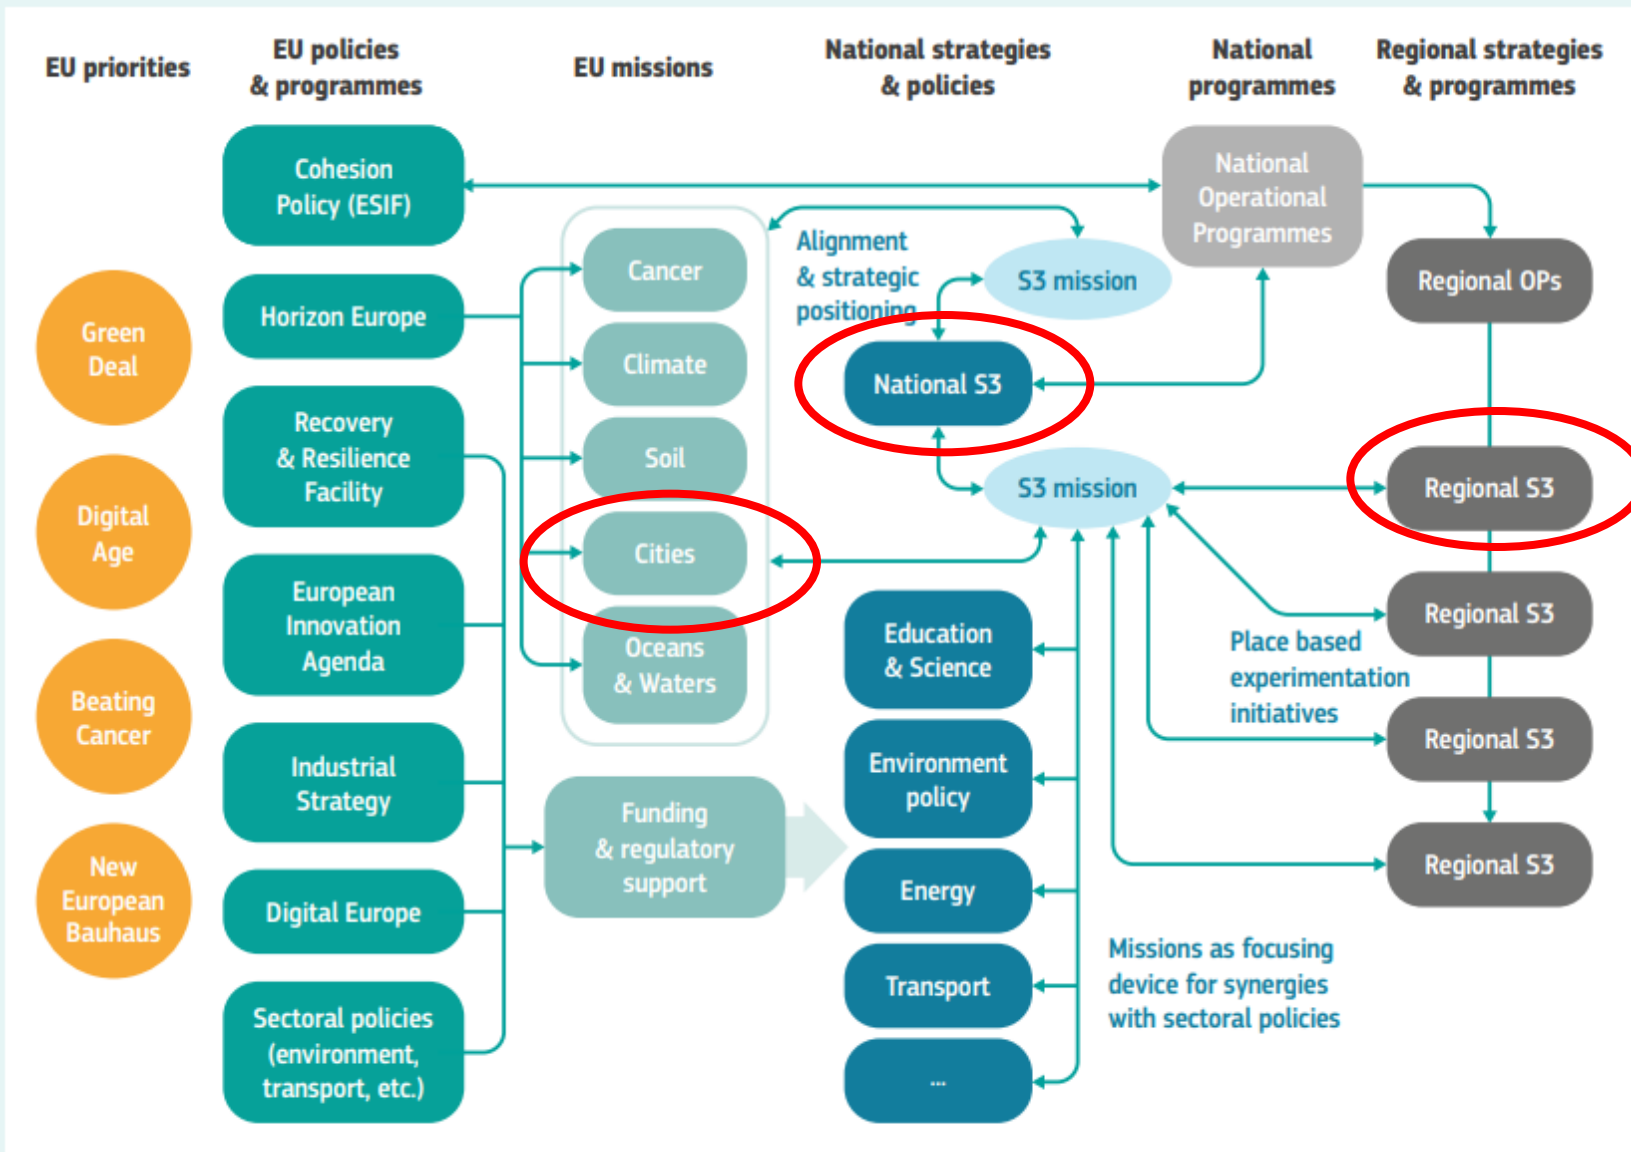 EU priorities
EU policies
& programmes
EU missions
National strategies
& policies
National
programmes
Regional strategies
& programmes
Green
Deal
Digital
Age
Beating
Cancer
New
European
Bauhaus
Cohesion
Policy (ESIF)
Horizon Europe
Recovery
& Resilience
Facility
European
Innovation
Agenda
Industrial
Strategy
Digital Europe
Sectoral policies
(environment,
transport, etc.)
Cancer
Climate
Soil
Cities
Oceans
& Waters
Funding
& regulatory
support
Alignment
& strategic
positioning
S3 mission
National S3
S3 mission
Education
& Science
Environment
policy
Energy
Transport
...
Missions as focusing
device for synergies
with sectoral policies
National
Operational
Programmes
Place based
experimentation
initiatives
Regional OPs
Regional S3
Regional S3
Regional S3
Regional S3